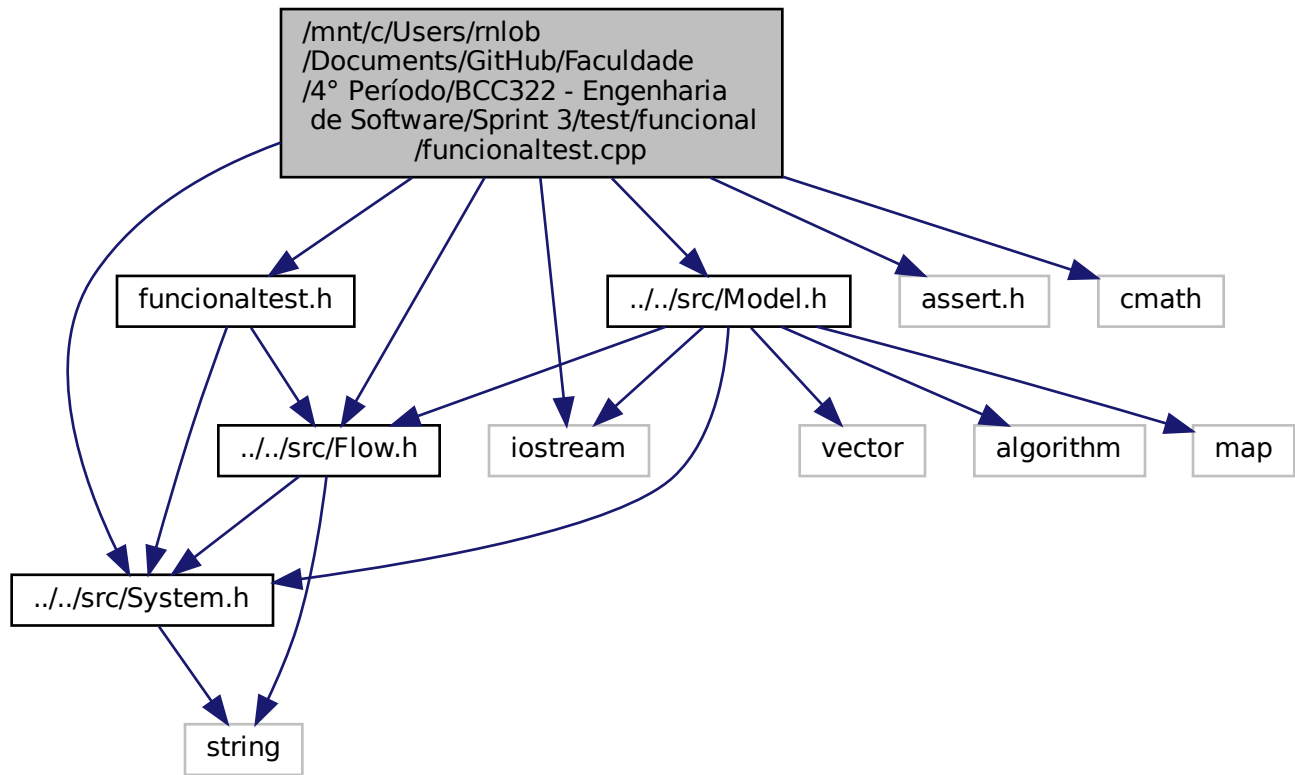 /mnt/c/Users/rnlob
/Documents/GitHub/Faculdade
/4° Período/BCC322 - Engenharia
de Software/Sprint 3/test/funcional
/funcionaltest.cpp
funcionaltest.h
../../src/Model.h
assert.h
cmath
../../src/Flow.h
iostream
vector
algorithm
map
../../src/System.h
string